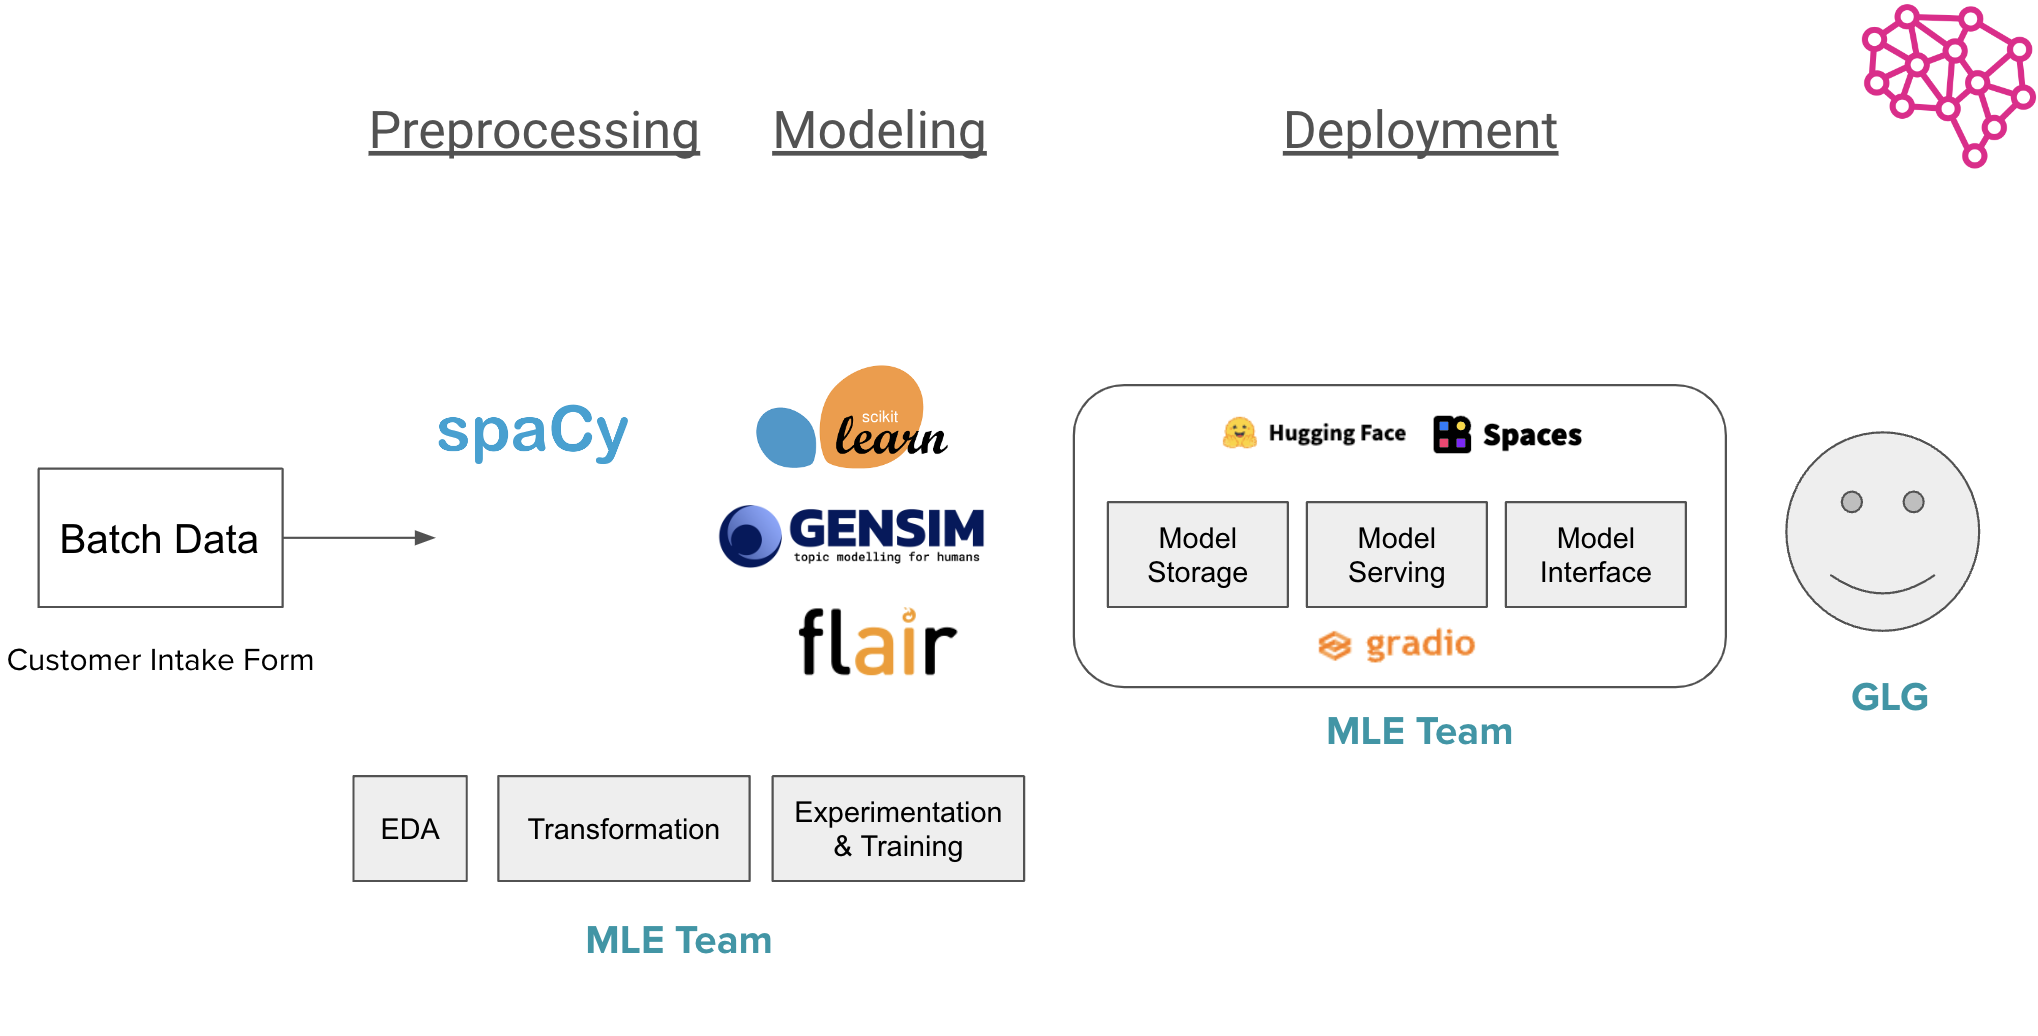 Preprocessing
Modeling
Deployment
spaCy
scikit
learn
GENSIM
topic modelling for humans
flair
Batch Data
Customer Intake Form
Hugging Face
Spaces
Model
Storage
Model
Serving
Model
Interface
gradio
MLE Team
GLG
EDA
Transformation
Experimentation
& Training
MLE Team